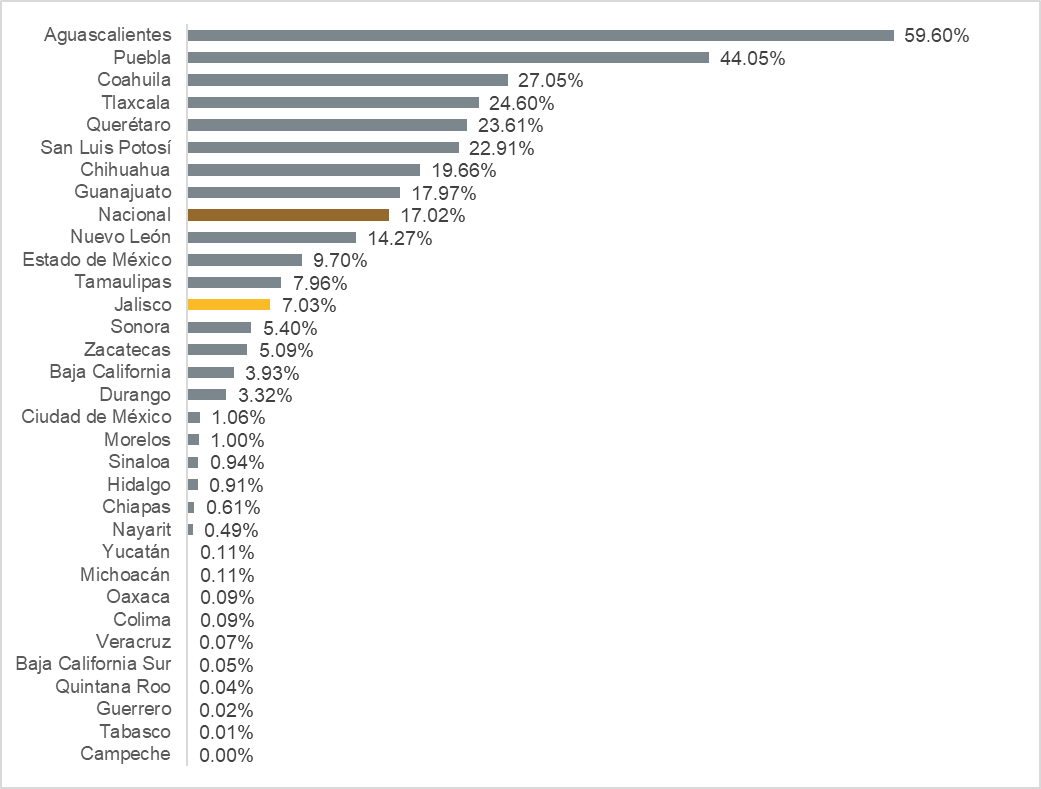 Aguascalientes 59.60%
Puebla 44.05%
Coahuila 27.05%
Tlaxcala 24.60%
Querétaro 23.61%
San Luis Potosí 22.91%
Chihuahua 19.66%
Guanajuato 17.97%
Nacional 17.02%
Nuevo León 14.27%
Estado de México 9.70%
Tamaulipas 7.96%
Jalisco 7.03%
Sonora 5.40%
Zacatecas 5.09%
Baja California 3.93%
Durango 3.32%
Ciudad de México 1.06%
Morelos 1.00%
Sinaloa 0.94%
Hidalgo 0.91%
Chiapas 0.61%
Nayarit 0.49%
Yucatán 0.11%
Michoacán 0.11%
Oaxaca 0.09%
Colima 0.09%
Veracruz 0.07%
Baja California Sur 0.05%
Quintana Roo 0.04%
Guerrero 0.02%
Tabasco 0.01%
Campeche 0.00%